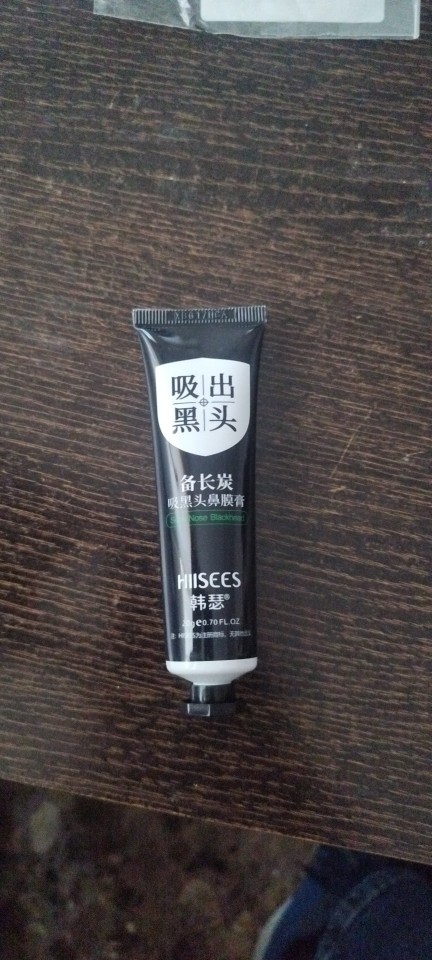 吸出
黑头
备长炭
吸黑头鼻膜膏
Nose Blackhead
HIISEES
韩瑟®
g e0.70 FL.OZ